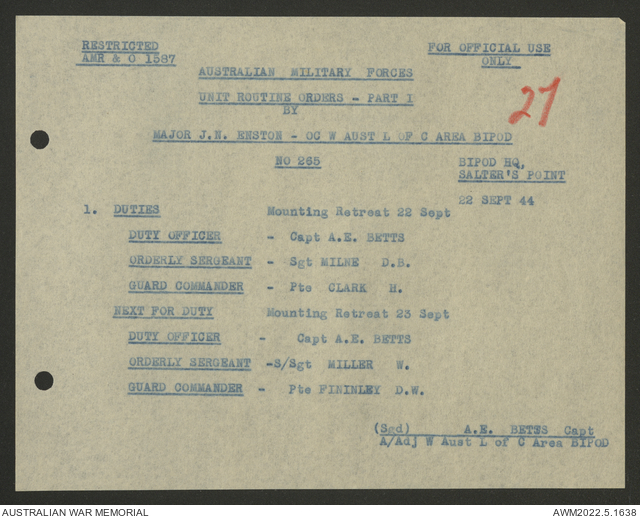 RESTRICTED
AMR & O 1587
FOR OFFICIAL USE
ONLY
AUSTRALIAN MILITARY FORCES
UNIT ROUTINE ORDERS - PART I
BY
27
MAJOR J.N. ENSTON - OC W AUST L OF C AREA BIPOD
NO 265
BIPOD HQ,
SALTER'S POINT
22 SEPT 44
1. DUTIES Mounting Retreat 22 Sept
DUTY OFFICER - Capt A.E. BETTS
ORDERLY SERGEANT - Sgt MILNE D.B.
GUARD COMMANDER - Pte CLARK H.
NEXT FOR DUTY Mounting Retreat 23 Sept
DUTY OFFICER - Capt A.E. BETTS
ORDERLY SERGEANT -S/Sgt MILLER W.
GUARD COMMANDER - Pte FININLEY D.W.
(Sgd) A.E. BETTS Capt
A/Adj W Aust L of C Area BIPOD
AUSTRALIAN WAR MEMORIAL
AWM2022.5.1638